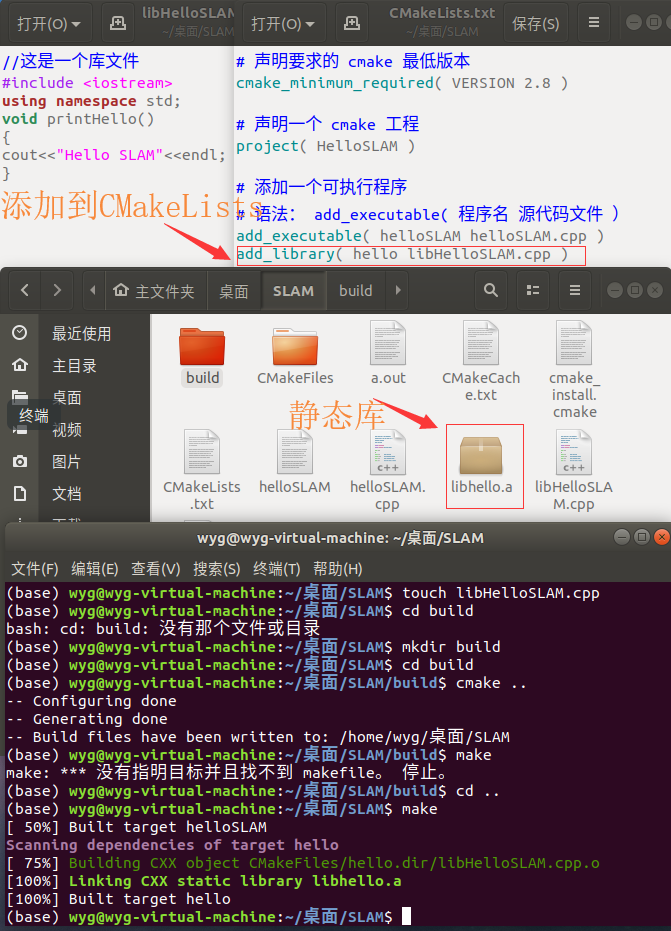 打开(O)
libHelloSLAM
~/桌面/SLAM
打开(O)
CMakeLists.txt
~/桌面/SLAM
保存(S)
//这是一个库文件
#include <iostream>
using namespace std;
void printHello()
{
cout<<"Hello SLAM"<<endl;
}
# 声明要求的 cmake 最低版本
cmake_minimum_required( VERSION 2.8 )
# 声明一个 cmake 工程
project( HelloSLAM )
# 添加一个可执行程序
# 语法： add_executable( 程序名 源代码文件 ）
add_executable( helloSLAM helloSLAM.cpp )
add_library( hello libHelloSLAM.cpp )
添加到CMakeLists
主文件夹
桌面
SLAM
build
最近使用
主目录
桌面
终端
视频
图片
文档
build
CMakeFiles
a.out
CMakeCac
he.txt
cmake_
install.
cmake
静态库
CMakeLists
.txt
helloSLAM
helloSLAM.
cpp
libhello.a
libHelloSLA
M.cpp
wyg@wyg-virtual-machine: ~/桌面/SLAM
文件(F) 编辑(E) 查看(V) 搜索(S) 终端(T) 帮助(H)
(base) wyg@wyg-virtual-machine:~/桌面/SLAM$ touch libHelloSLAM.cpp
(base) wyg@wyg-virtual-machine:~/桌面/SLAM$ cd build
bash: cd: build: 没有那个文件或目录
(base) wyg@wyg-virtual-machine:~/桌面/SLAM$ mkdir build
(base) wyg@wyg-virtual-machine:~/桌面/SLAM$ cd build
(base) wyg@wyg-virtual-machine:~/桌面/SLAM/build$ cmake ..
-- Configuring done
-- Generating done
-- Build files have been written to: /home/wyg/桌面/SLAM
(base) wyg@wyg-virtual-machine:~/桌面/SLAM/build$ make
make: *** 没有指明目标并且找不到 makefile。 停止。
(base) wyg@wyg-virtual-machine:~/桌面/SLAM/build$ cd ..
(base) wyg@wyg-virtual-machine:~/桌面/SLAM$ make
[ 50%] Built target helloSLAM
Scanning dependencies of target hello
[ 75%] Building CXX object CMakeFiles/hello.dir/libHelloSLAM.cpp.o
[100%] Linking CXX static library libhello.a
[100%] Built target hello
(base) wyg@wyg-virtual-machine:~/桌面/SLAM$